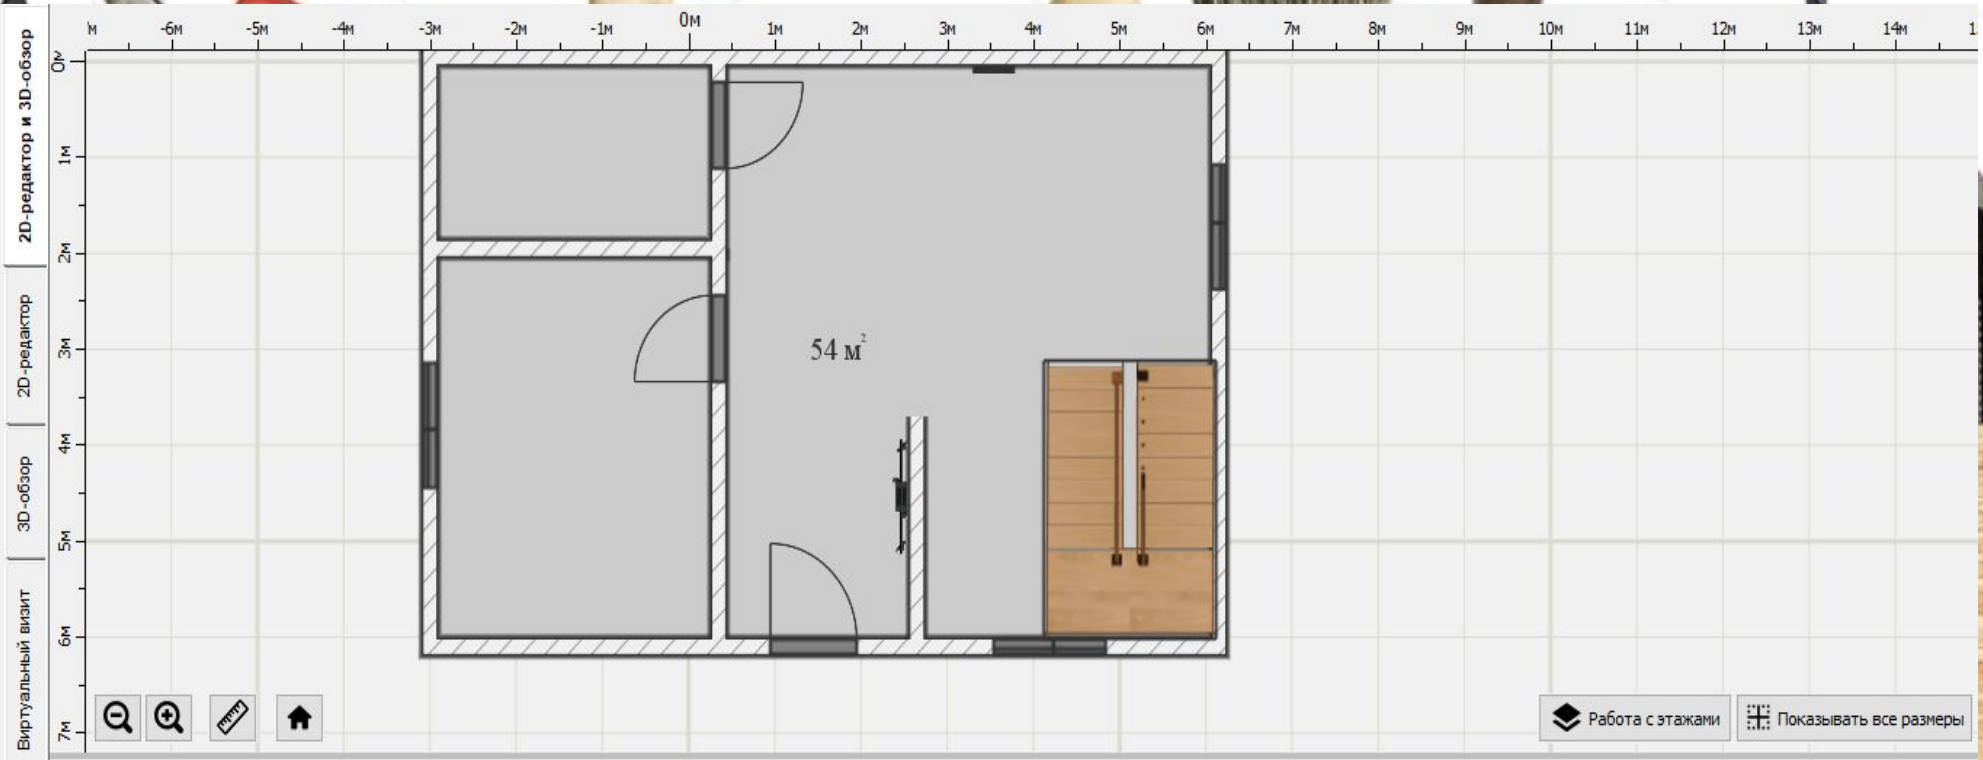 2D-редактор и 3D-обзор
2D-редактор
3D-обзор
Виртуальный визит
м -6м -5м -4м -3м -2м -1м 0м 1м 2м 3м 4м 5м 6м 7м 8м 9м 10м 11м 12м 13м 14м 1
0м
1м
2м
3м
4м
5м
6м
7м
54 м²
Работа с этажами
Показывать все размеры